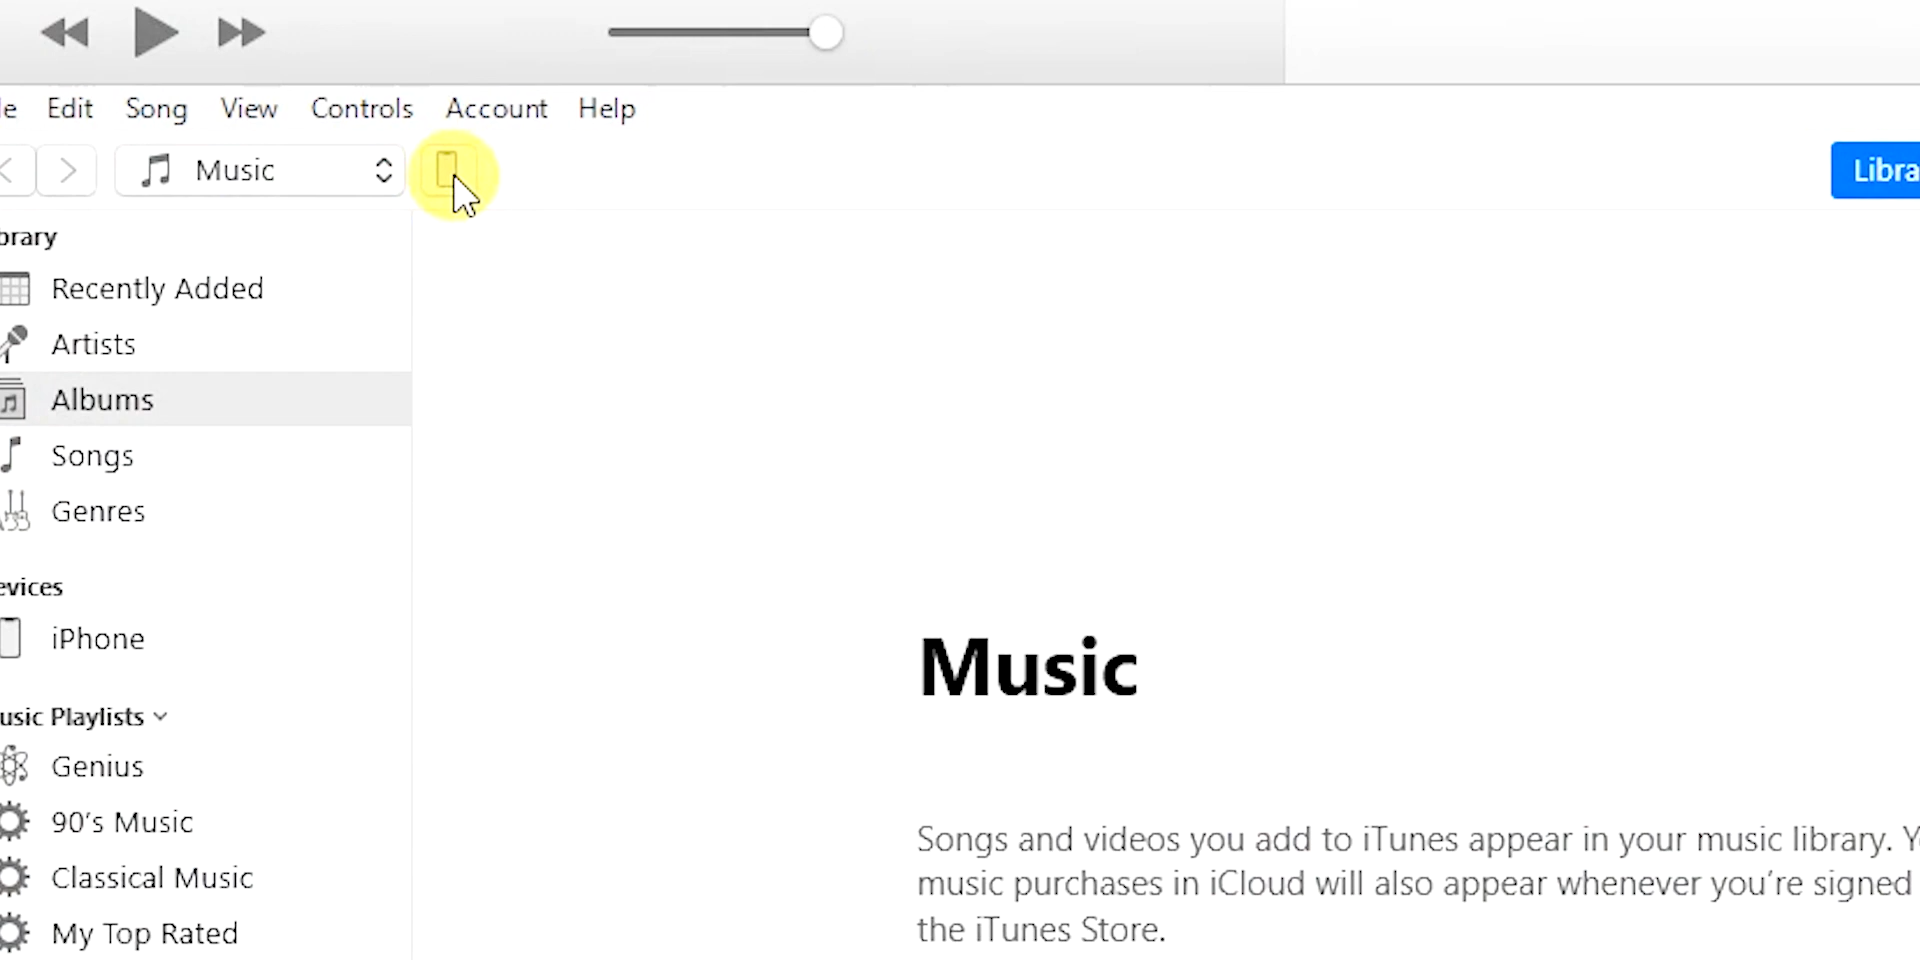 le Edit Song View Controls Account Help
Music
Libra
brary
Recently Added
Artists
Albums
Songs
Genres
evices
iPhone
usic Playlists
Genius
90's Music
Classical Music
My Top Rated
Music
Songs and videos you add to iTunes appear in your music library. Y
music purchases in iCloud will also appear whenever you're signed
the iTunes Store.